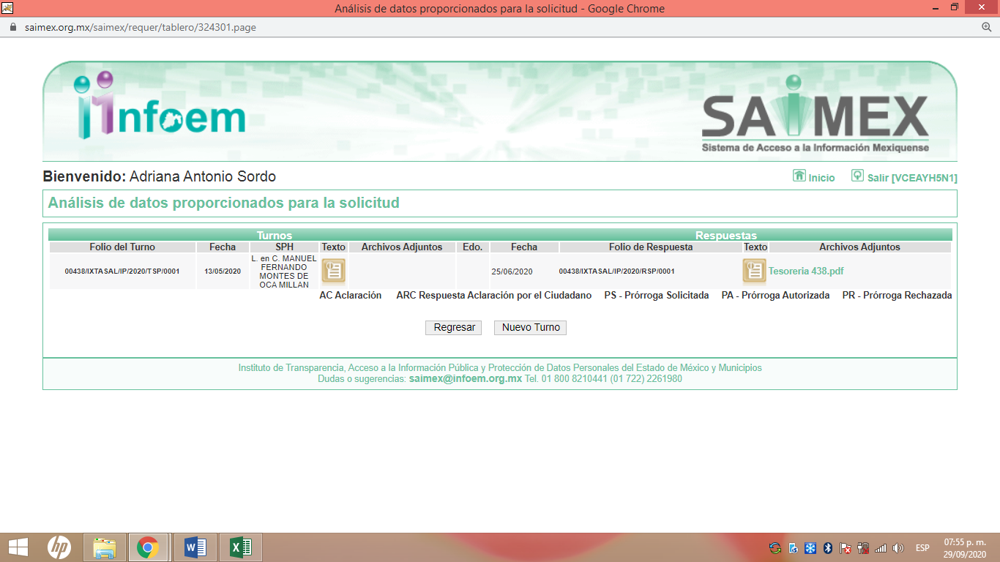 Análisis de datos proporcionados para la solicitud - Google Chrome
saimex.org.mx/saimex/requer/tablero/324301.page
infoem
SAIMEX
Sistema de Acceso a la Información Mexiquense
Bienvenido: Adriana Antonio Sordo
Inicio Salir [VCEAYH5N1]
Análisis de datos proporcionados para la solicitud
Turnos Respuestas
Folio del Turno Fecha SPH Texto Archivos Adjuntos Edo. Fecha Folio de Respuesta Texto Archivos Adjuntos
00438/IXTASAL/IP/2020/TSP/0001 13/05/2020 L. en C. MANUEL
FERNANDO
MONTES DE
OCA MILLAN
25/06/2020 00438/IXTASAL/IP/2020/RSP/0001 Tesoreria 438.pdf
AC Aclaración ARC Respuesta Aclaración por el Ciudadano PS - Prórroga Solicitada PA - Prórroga Autorizada PR - Prórroga Rechazada
Regresar Nuevo Turno
Instituto de Transparencia, Acceso a la Información Pública y Protección de Datos Personales del Estado de México y Municipios
Dudas o sugerencias: saimex@infoem.org.mx Tel. 01 800 8210441 (01 722) 2261980
hp
ESP
07:55 p. m.
29/09/2020